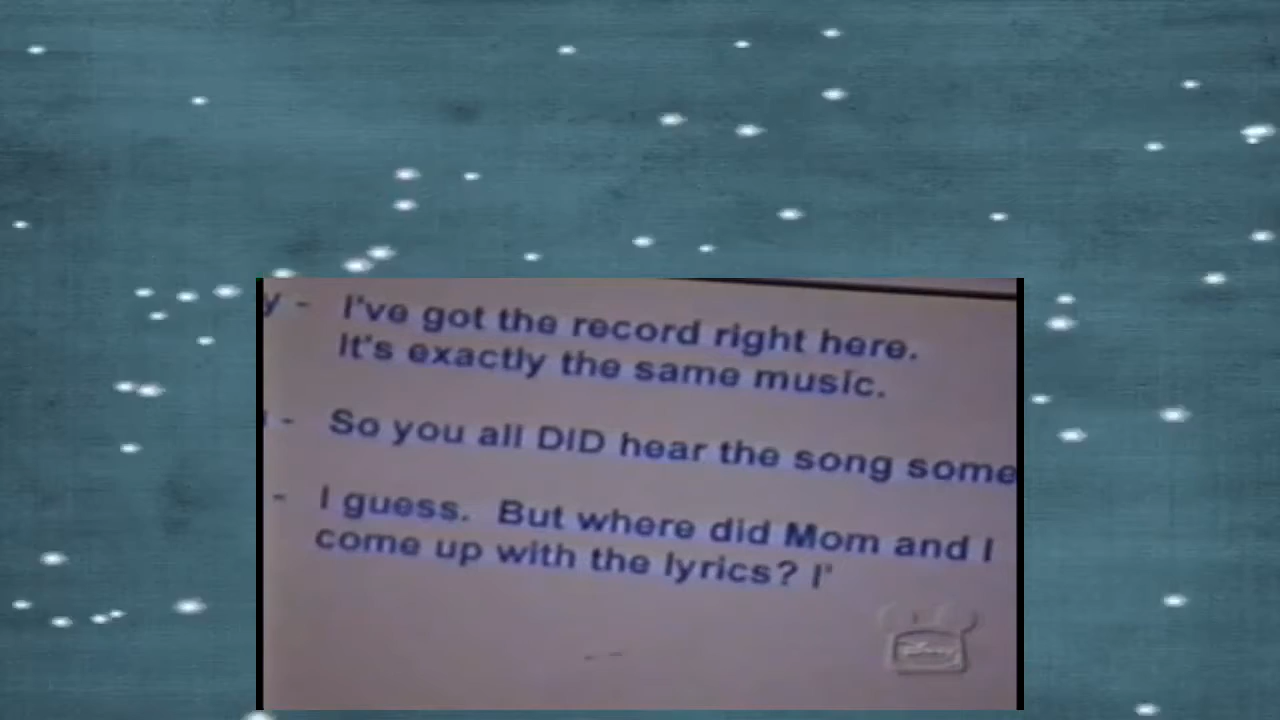 y - I've got the record right here.
It's exactly the same music.
- So you all DID hear the song some
- I guess. But where did Mom and I
come up with the lyrics? I'
Disney